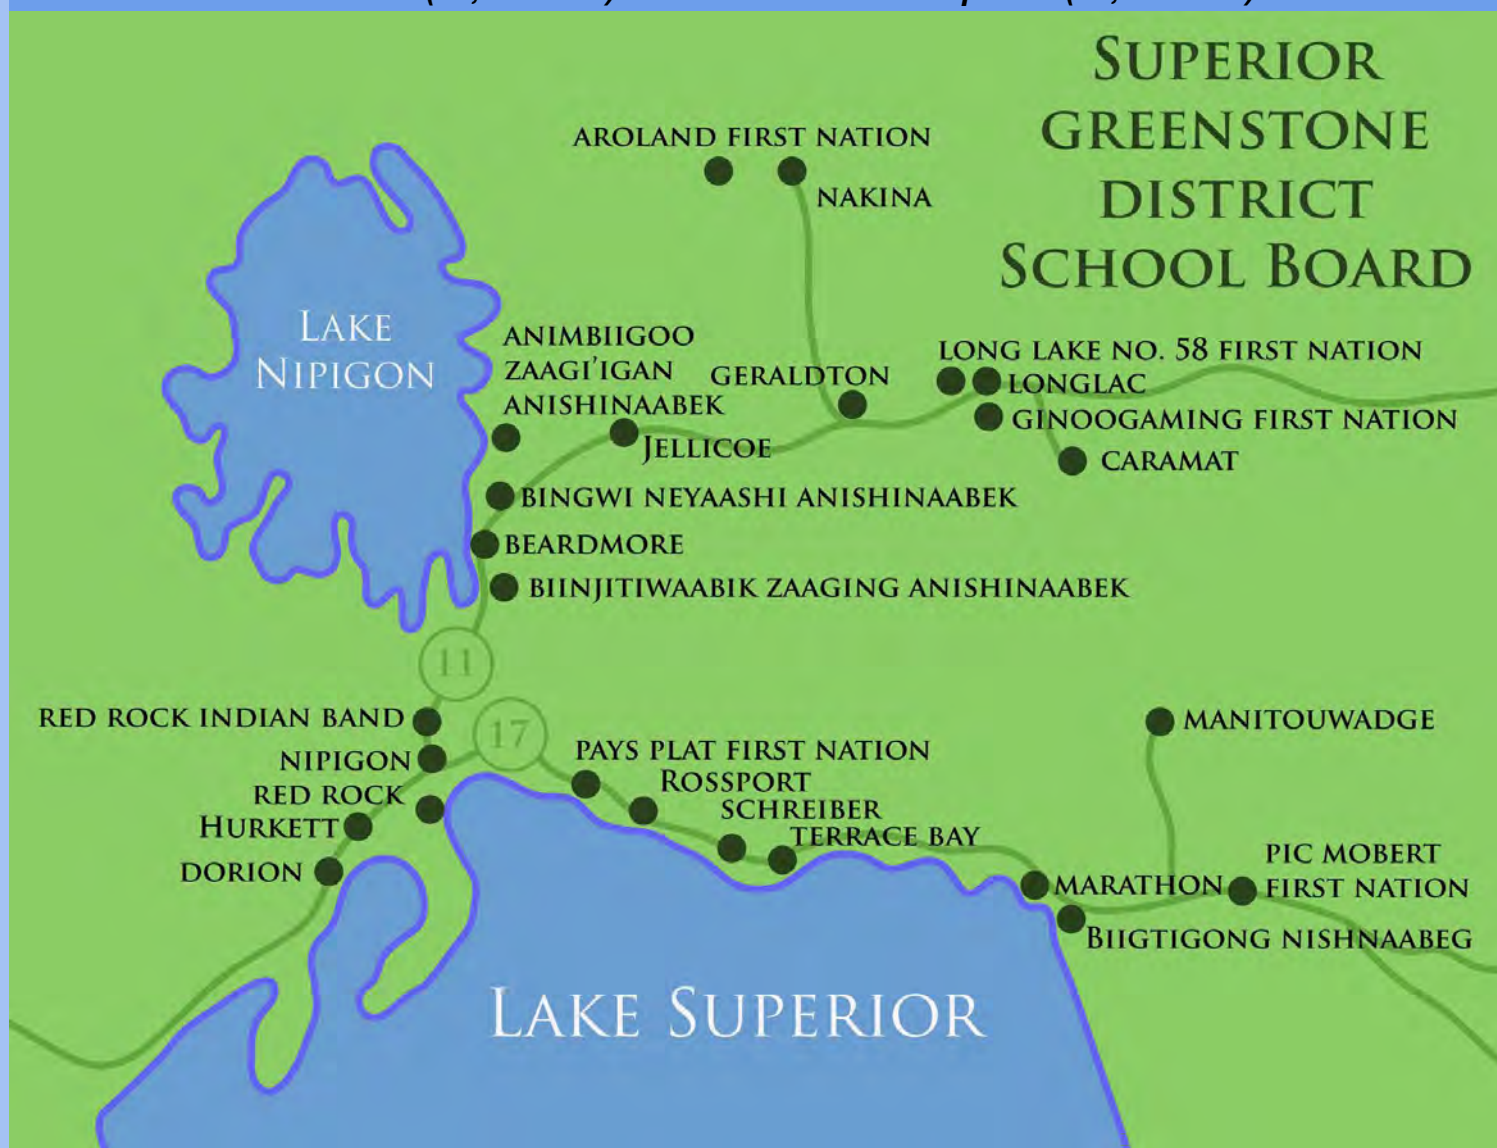 SUPERIOR
GREENSTONE
DISTRICT
SCHOOL BOARD
AROLAND FIRST NATION
NAKINA
LAKE
NIPIGON
ANIMBIIGOO
ZAAGI'IGAN
ANISHINAABEK
GERALDTON
LONG LAKE NO. 58 FIRST NATION
LONGLAC
GINOOGAMING FIRST NATION
JELLICOE
CARAMAT
BINGWI NEYAASHI ANISHINAABEK
BEARDMORE
BIINJITIWAABIK ZAAGING ANISHINAABEK
11
RED ROCK INDIAN BAND
17
MANITOUWADGE
NIPIGON
PAYS PLAT FIRST NATION
RED ROCK
ROSSPORT
HURKETT
SCHREIBER
TERRACE BAY
DORION
PIC MOBERT
FIRST NATION
MARATHON
BIIGTIGONG NISHNAABEG
LAKE SUPERIOR